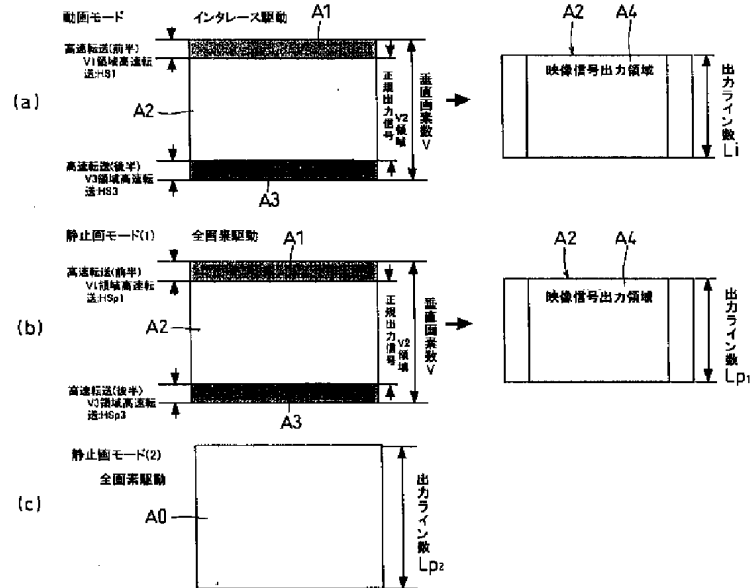 動画モード インタレース駆動 A1
高速転送(前半)
V1領域高速転
送:HS1
(a)
A2
正規出力信号
V2領域
垂直画素数V
高速転送(後半)
V3領域高速転
送:HS3
A3
A2 A4
映像信号出力領域
出力ライン数Li
静止画モード(1) 全画素駆動
A1
高速転送(前半)
V1領域高速転
送:HSp1
(b)
A2
正規出力信号
V2領域
垂直画素数V
高速転送(後半)
V3領域高速転
送:HSp3
A3
A2 A4
映像信号出力領域
出力ライン数Lp1
静止画モード(2)
全画素駆動
(c)
A0
出力ライン数Lp2